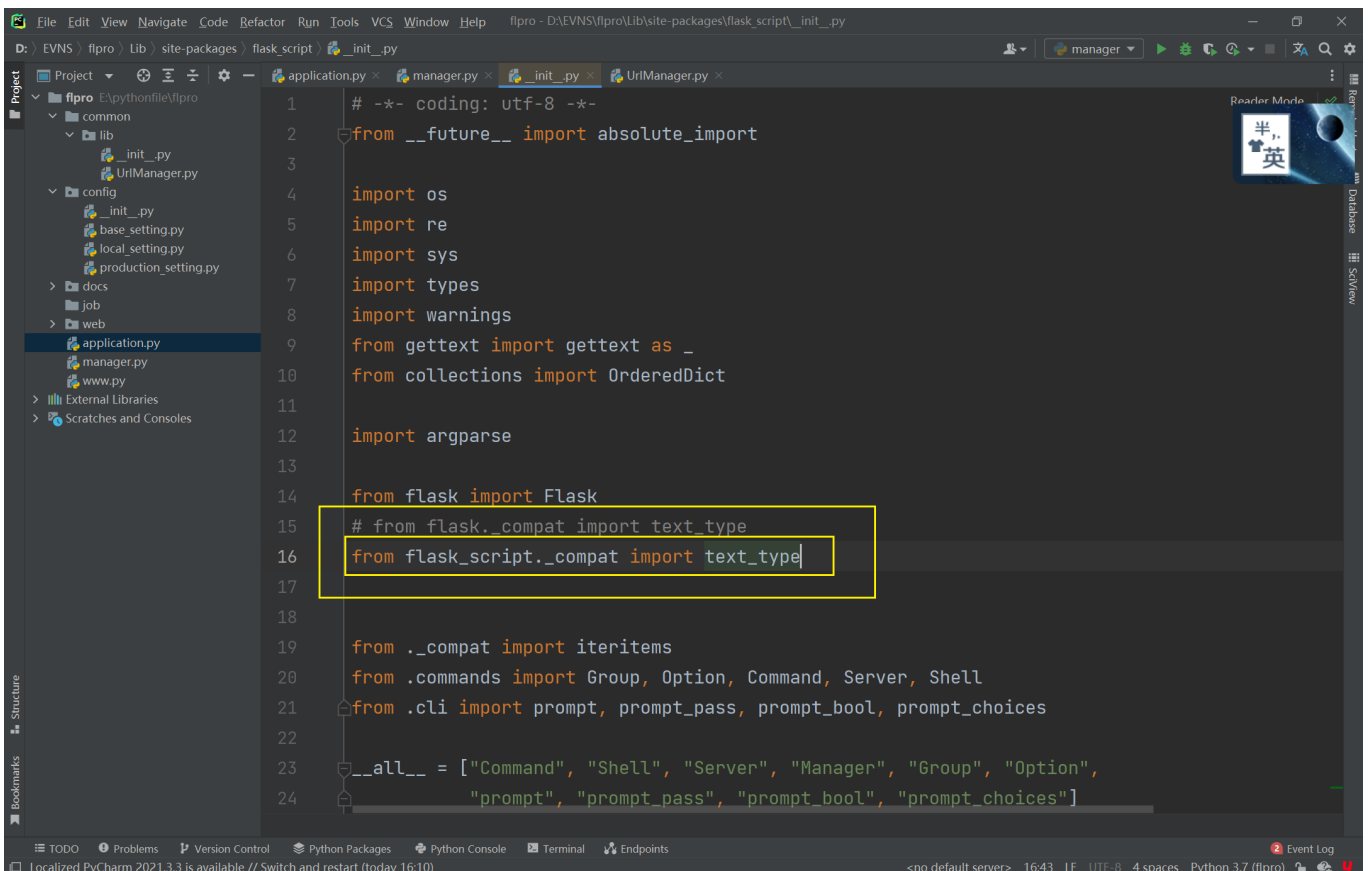 File Edit View Navigate Code Refactor Run Tools VCS Window Help flpro - D:\EVNS\flpro\Lib\site-packages\flask_script\__init__.py
D: EVNS flpro Lib site-packages flask_script __init__.py manager
Project application.py manager.py __init__.py UrlManager.py
Project
flpro E:\pythonfile\flpro
common
lib
__init__.py
UrlManager.py
config
__init__.py
base_setting.py
local_setting.py
production_setting.py
docs
job
web
application.py
manager.py
www.py
External Libraries
Scratches and Consoles
Reader Mode
半,.
英
Database
SciView
1 # -*- coding: utf-8 -*-
2 from __future__ import absolute_import
3
4 import os
5 import re
6 import sys
7 import types
8 import warnings
9 from gettext import gettext as _
10 from collections import OrderedDict
11
12 import argparse
13
14 from flask import Flask
15 # from flask._compat import text_type
16 from flask_script._compat import text_type
17
18
19 from ._compat import iteritems
20 from .commands import Group, Option, Command, Server, Shell
21 from .cli import prompt, prompt_pass, prompt_bool, prompt_choices
22
23 __all__ = ["Command", "Shell", "Server", "Manager", "Group", "Option",
24 "prompt", "prompt_pass", "prompt_bool", "prompt_choices"]
Structure
Bookmarks
TODO Problems Version Control Python Packages Python Console Terminal Endpoints 2 Event Log
Localized PyCharm 2021.3.3 is available // Switch and restart (today 16:10) <no default server> 16:43 LF UTF-8 4 spaces Python 3.7 (flpro)